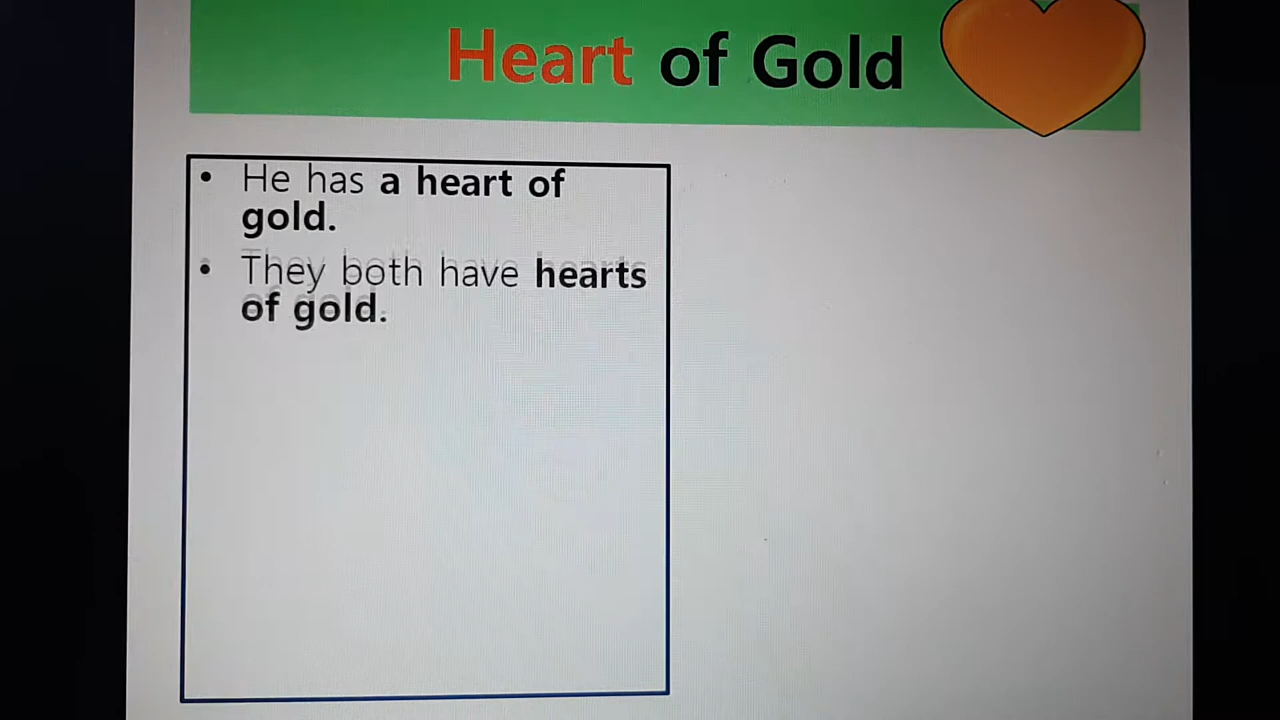 Heart of Gold
• He has a heart of
gold.
• They both have hearts
of gold.